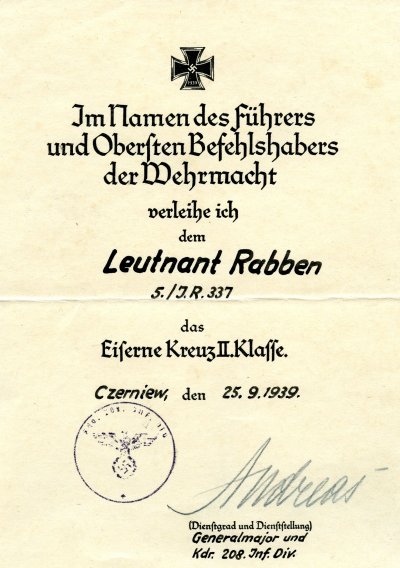 1939
Im Namen des Führers
und Obersten Befehlshabers
der Wehrmacht
verleihe ich
dem
Leutnant Rabben
5./J.R. 337
das
Eiserne Kreuz II. Klasse.
Czerniew, den 25.9.1939.
Andreas
(Dienstgrad und Dienststellung)
Generalmajor und
Kdr. 208. Inf. Div.